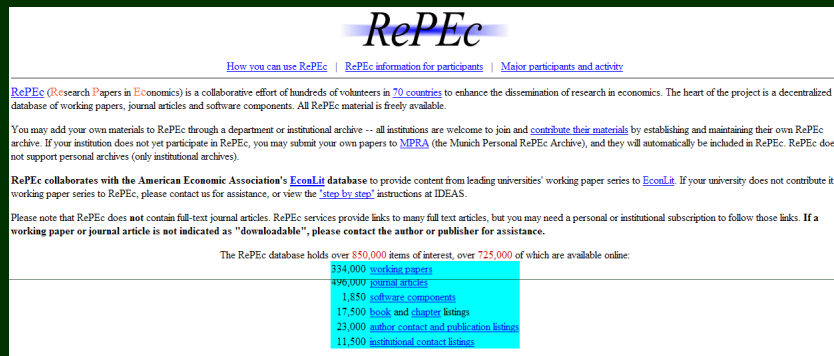 RePEc
How you can use RePEc | RePEc information for participants | Major participants and activity
RePEc (Research Papers in Economics) is a collaborative effort of hundreds of volunteers in 70 countries to enhance the dissemination of research in economics. The heart of the project is a decentralized
database of working papers, journal articles and software components. All RePEc material is freely available.
You may add your own materials to RePEc through a department or institutional archive -- all institutions are welcome to join and contribute their materials by establishing and maintaining their own RePEc
archive. If your institution does not yet participate in RePEc, you may submit your own papers to MPRA (the Munich Personal RePEc Archive), and they will automatically be included in RePEc. RePEc doe
not support personal archives (only institutional archives).
RePEc collaborates with the American Economic Association's EconLit database to provide content from leading universities' working paper series to EconLit. If your university does not contribute it
working paper series to RePEc, please contact us for assistance, or view the "step by step" instructions at IDEAS.
Please note that RePEc does not contain full-text journal articles. RePEc services provide links to many full text articles, but you may need a personal or institutional subscription to follow those links. If a
working paper or journal article is not indicated as "downloadable", please contact the author or publisher for assistance.
The RePEc database holds over 850,000 items of interest, over 725,000 of which are available online:
334,000 working papers
496,000 journal articles
1,850 software components
17,500 book and chapter listings
23,000 author contact and publication listings
11,500 institutional contact listings